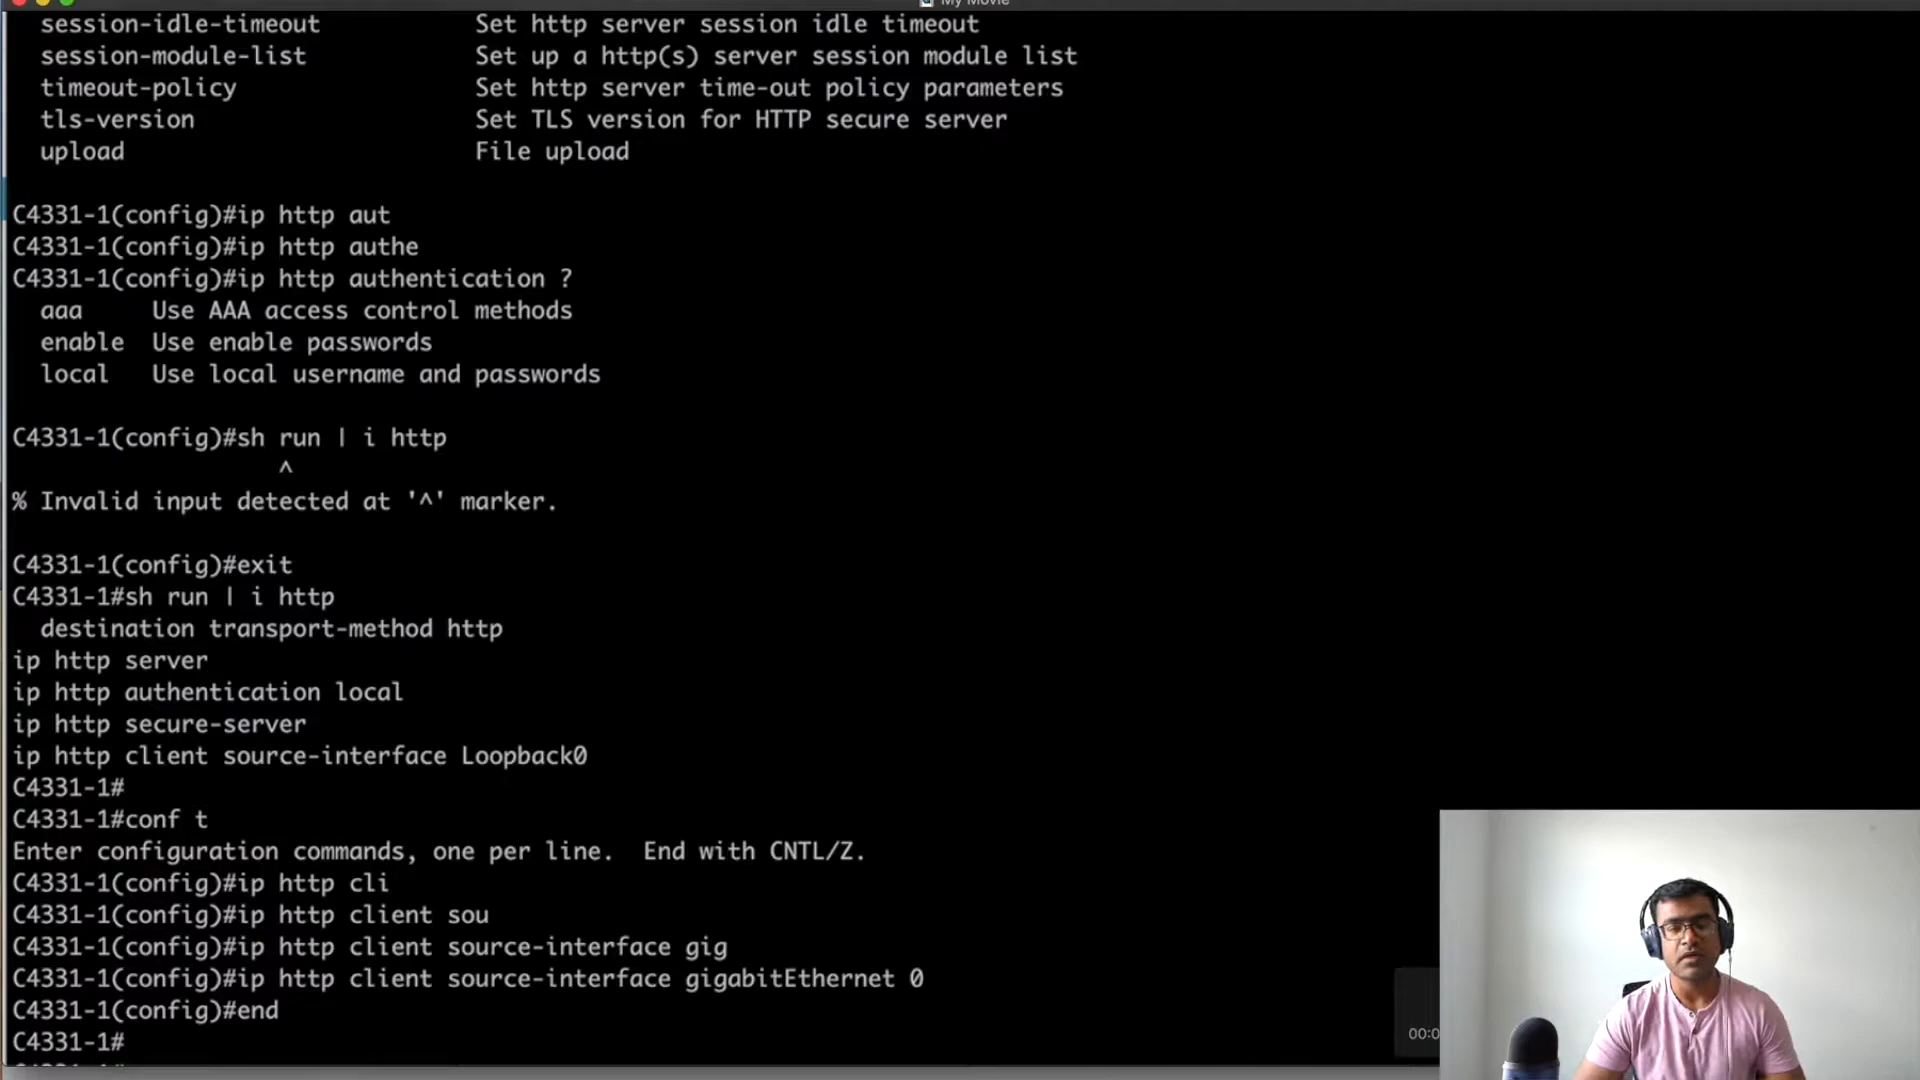 My Movie
session-idle-timeout Set http server session idle timeout
session-module-list Set up a http(s) server session module list
timeout-policy Set http server time-out policy parameters
tls-version Set TLS version for HTTP secure server
upload File upload
C4331-1(config)#ip http aut
C4331-1(config)#ip http authe
C4331-1(config)#ip http authentication ?
aaa Use AAA access control methods
enable Use enable passwords
local Use local username and passwords
C4331-1(config)#sh run | i http
^
% Invalid input detected at '^' marker.
C4331-1(config)#exit
C4331-1#sh run | i http
destination transport-method http
ip http server
ip http authentication local
ip http secure-server
ip http client source-interface Loopback0
C4331-1#
C4331-1#conf t
Enter configuration commands, one per line. End with CNTL/Z.
C4331-1(config)#ip http cli
C4331-1(config)#ip http client sou
C4331-1(config)#ip http client source-interface gig
C4331-1(config)#ip http client source-interface gigabitEthernet 0
C4331-1(config)#end
C4331-1#
00:0